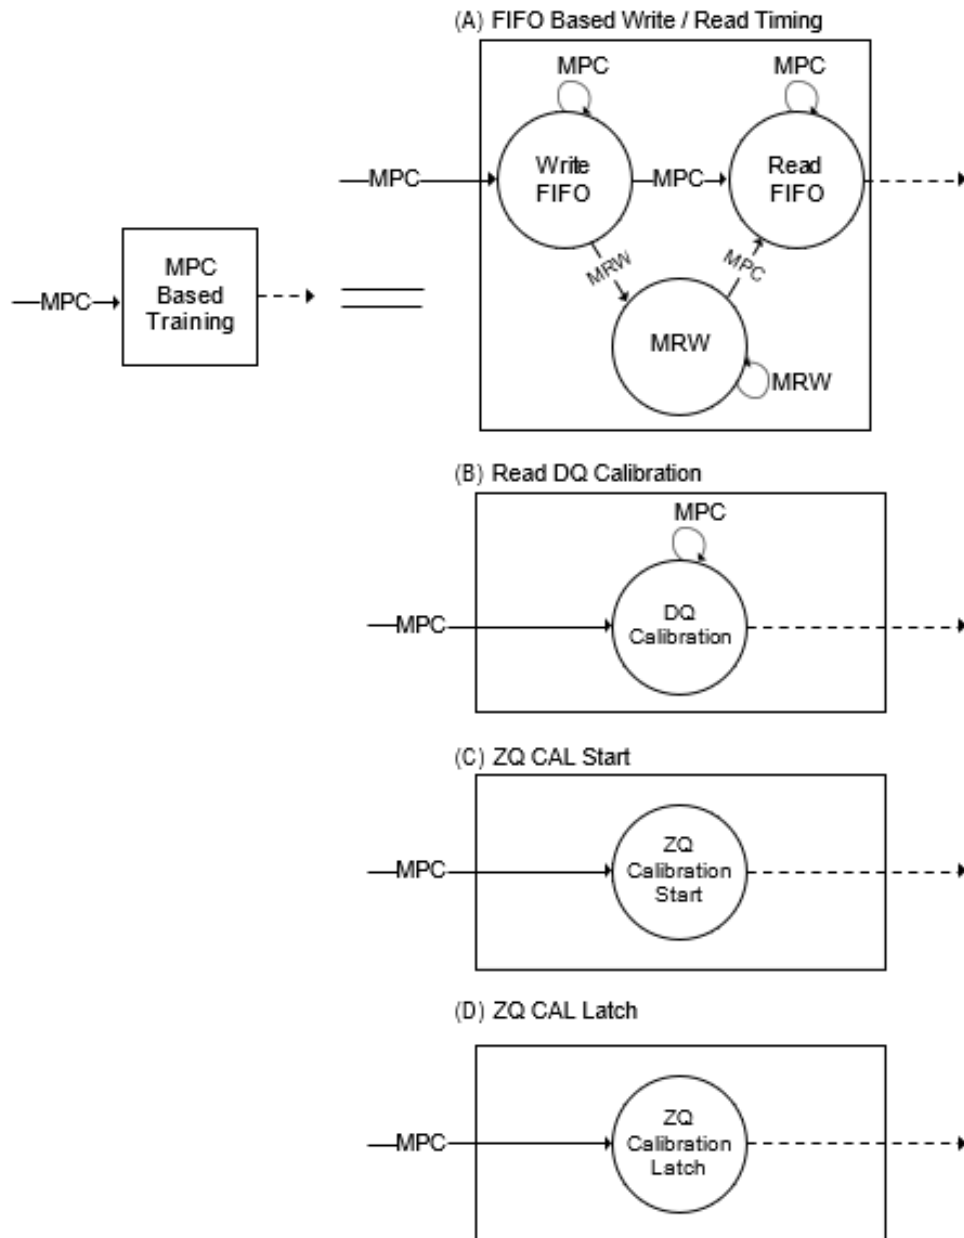 (A) FIFO Based Write / Read Timing
MPC
MPC
MPC
Write
FIFO
MPC
Read
FIFO
MRW
MPC
MRW
MRW
MPC
MPC
Based
Training
(B) Read DQ Calibration
MPC
MPC
DQ
Calibration
(C) ZQ CAL Start
MPC
ZQ
Calibration
Start
(D) ZQ CAL Latch
MPC
ZQ
Calibration
Latch